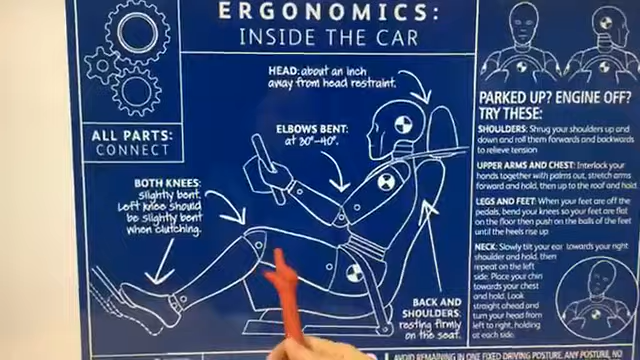 ERGONOMICS:
INSIDE THE CAR
ALL PARTS:
CONNECT
HEAD: about an inch
away from head restraint.
ELBOWS BENT:
at 30°-40°.
BOTH KNEES:
slightly bent.
Left knee should
be slightly bent
when clutching.
BACK AND
SHOULDERS:
resting firmly
on the seat.
PARKED UP? ENGINE OFF?
TRY THESE:
SHOULDERS: Shrug your shoulders up and
down and roll them forwards and backwards
to relieve tension
UPPER ARMS AND CHEST: Interlock your
hands together with palms out, stretch arms
forward and hold, then up to the roof and hold.
LEGS AND FEET: When your feet are off the
pedals, bend your knees so your feet are flat
on the floor then push on the balls of the feet
until the heels rise up
NECK: Slowly tilt your ear towards your right
shoulder and hold, then
repeat on the left
side. Place your chin
towards your chest
and hold. Look
straight ahead and
turn your head from
left to right, holding
at each side.
AVOID REMAINING IN ONE FIXED DRIVING POSTURE. ANY POSTURE, NO